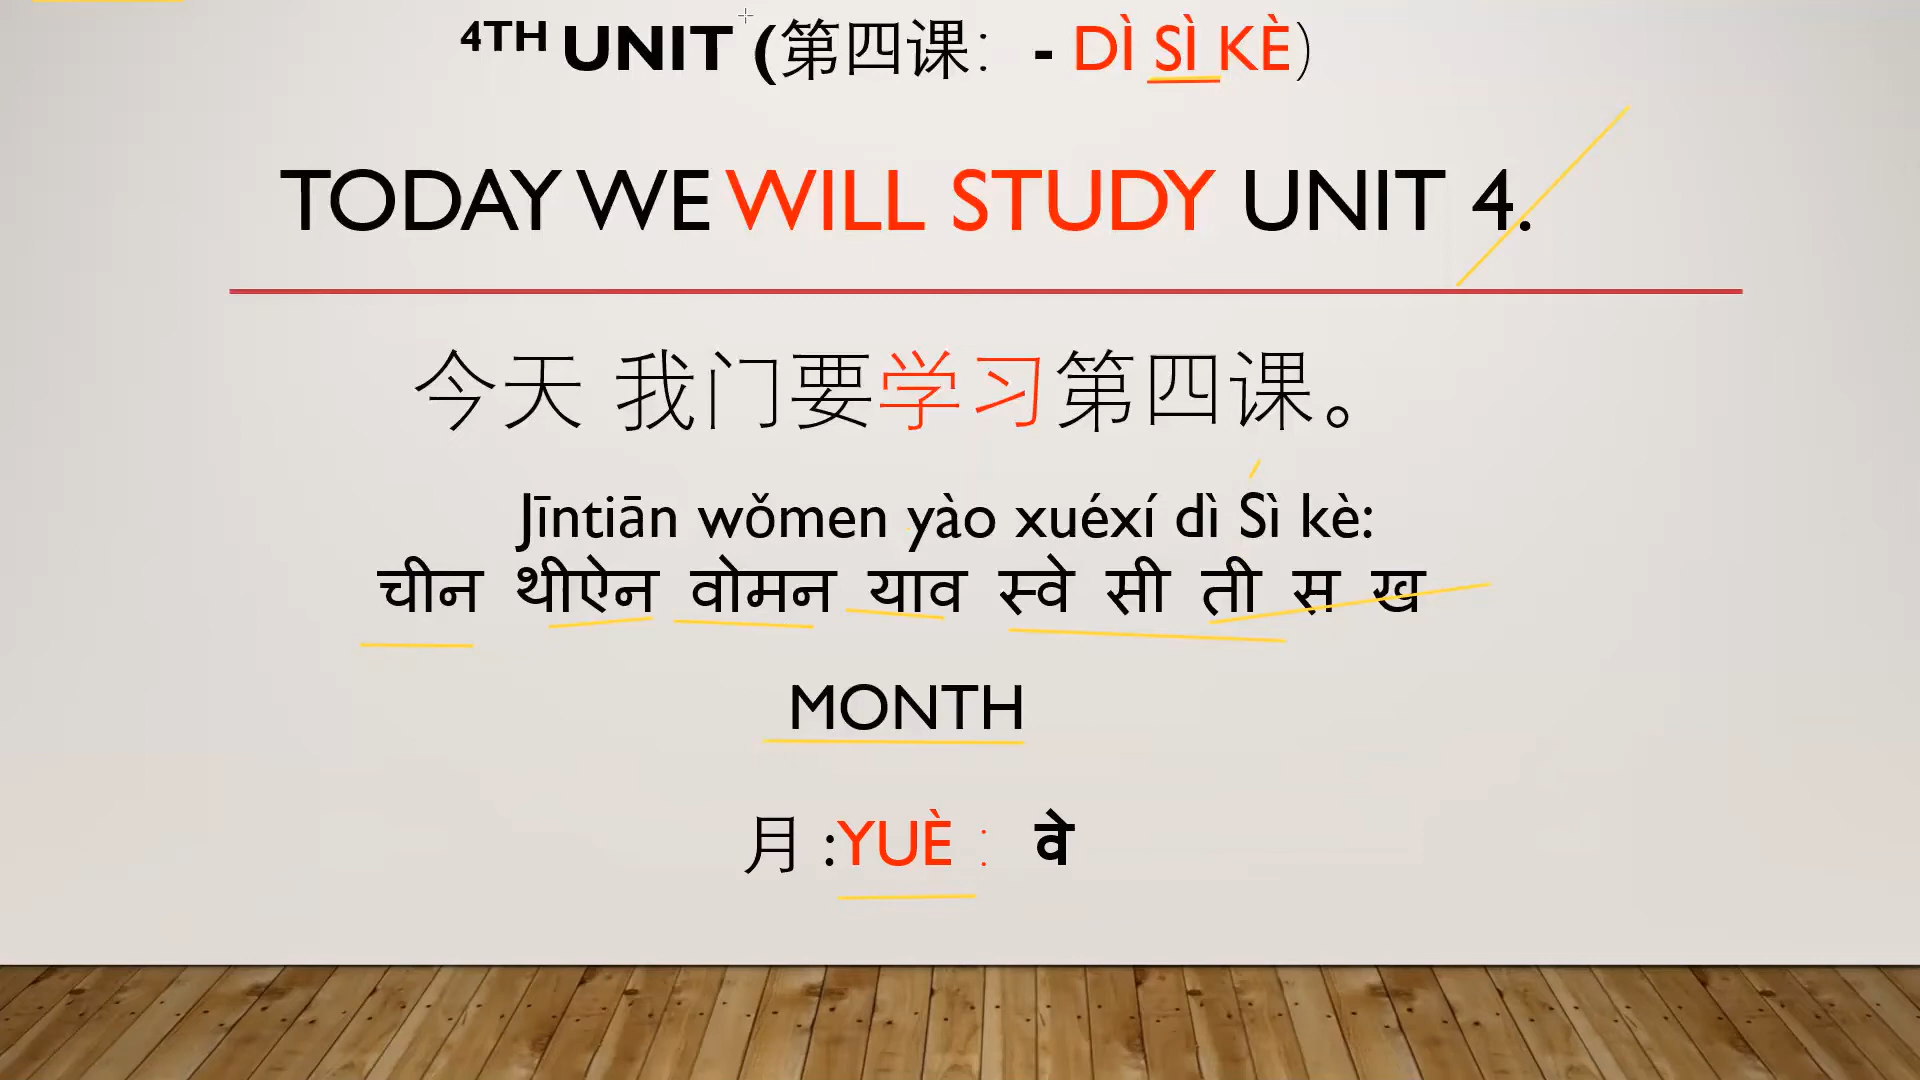 4TH UNIT (第四课： - DÌ SÌ KÈ）
TODAY WE WILL STUDY UNIT 4.
今天 我门要学习第四课。
Jīntiān wǒmen yào xuéxí dì Sì kè:
चीन थीऐन वोमन याव स्वे सी ती स ख
MONTH
月 :YUÈ： वे